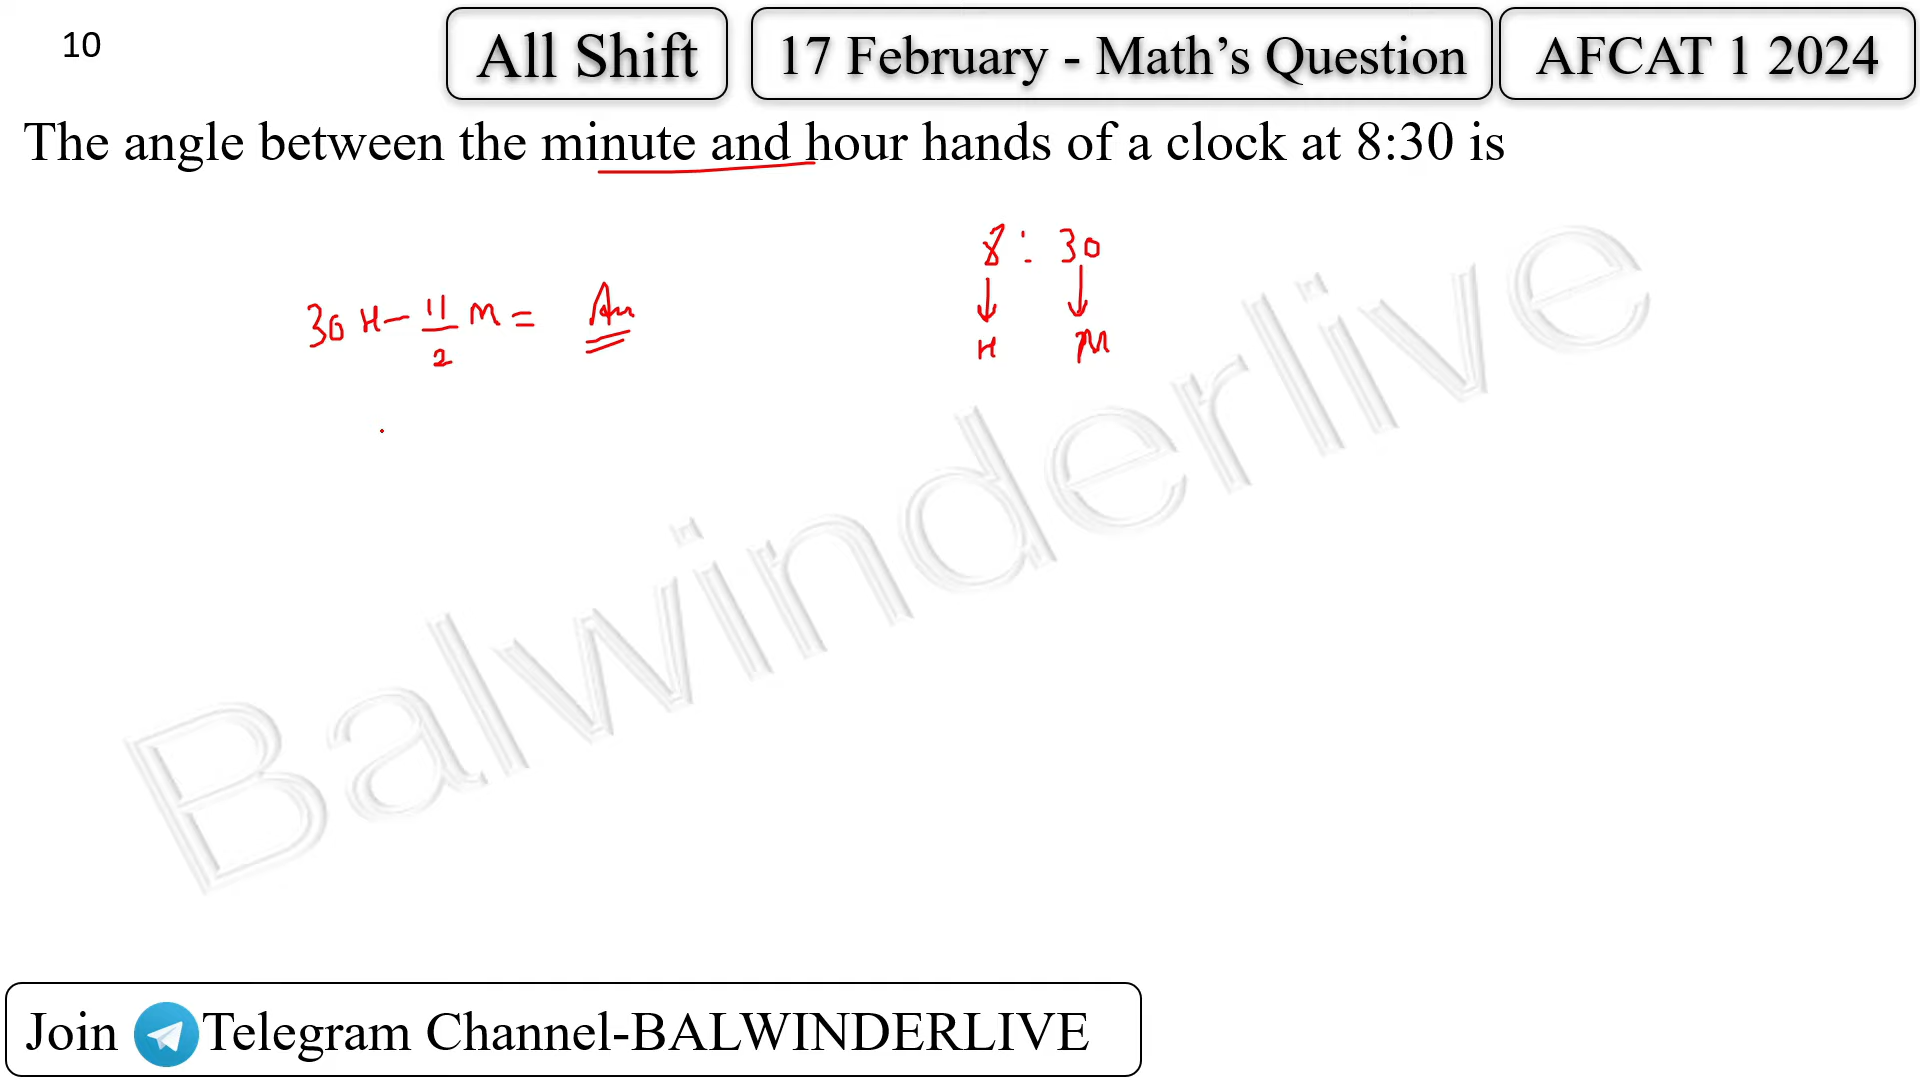 10
All Shift
17 February - Math’s Question
AFCAT 1 2024
The angle between the minute and hour hands of a clock at 8:30 is
8 : 30
H M
30 H - 11/2 M = An
Balwinderlive
Join Telegram Channel-BALWINDERLIVE